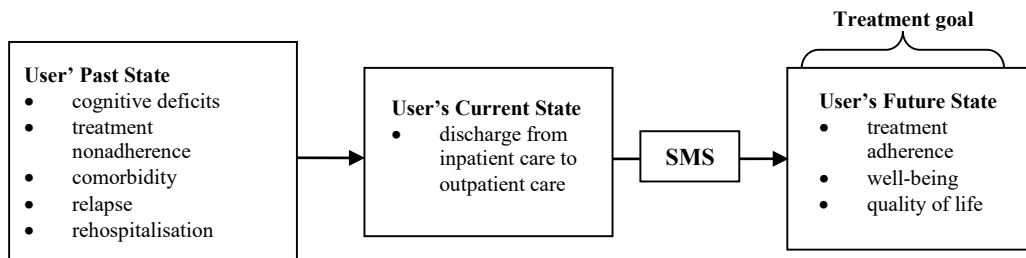 Treatment goal
User' Past State
• cognitive deficits
• treatment
nonadherence
• comorbidity
• relapse
• rehospitalisation
User’s Current State
• discharge from
inpatient care to
outpatient care
SMS
User’s Future State
• treatment
adherence
• well-being
• quality of life